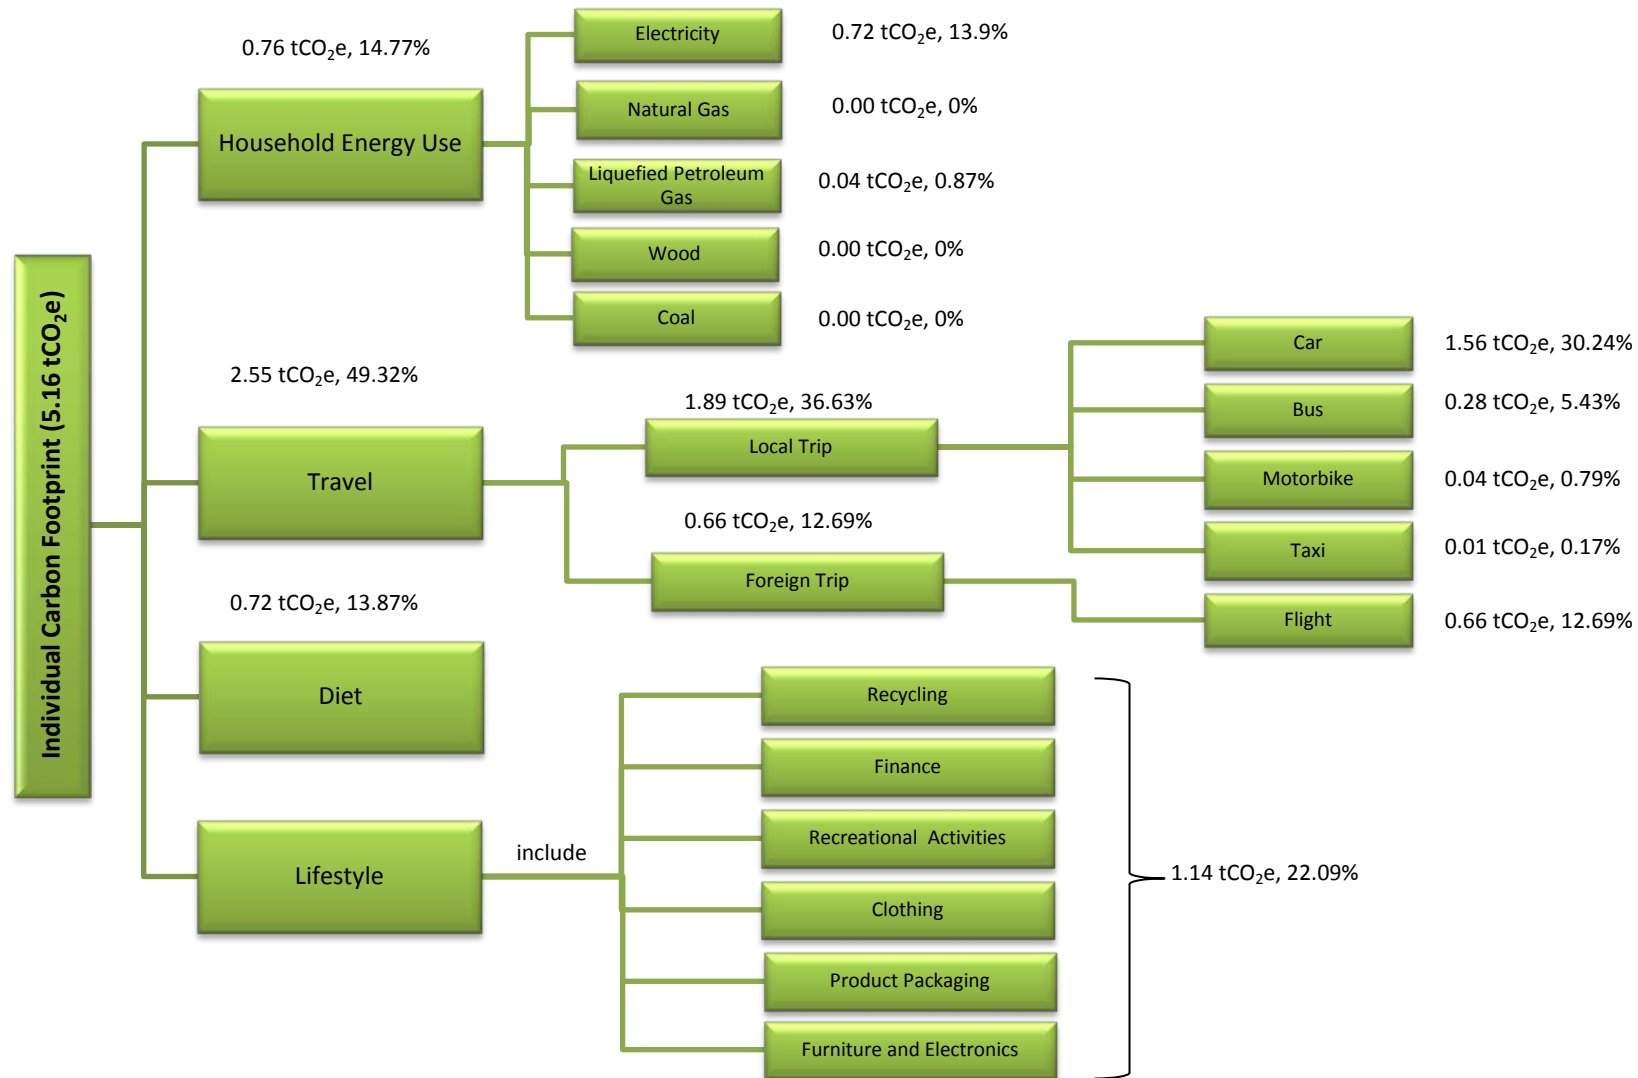 Individual Carbon Footprint (5.16 tCO₂e)
0.76 tCO₂e, 14.77%
Household Energy Use
Electricity
0.72 tCO₂e, 13.9%
Natural Gas
0.00 tCO₂e, 0%
Liquefied Petroleum
Gas
0.04 tCO₂e, 0.87%
Wood
0.00 tCO₂e, 0%
Coal
0.00 tCO₂e, 0%
2.55 tCO₂e, 49.32%
Travel
1.89 tCO₂e, 36.63%
Local Trip
Car
1.56 tCO₂e, 30.24%
Bus
0.28 tCO₂e, 5.43%
Motorbike
0.04 tCO₂e, 0.79%
Taxi
0.01 tCO₂e, 0.17%
0.66 tCO₂e, 12.69%
Foreign Trip
Flight
0.66 tCO₂e, 12.69%
0.72 tCO₂e, 13.87%
Diet
Lifestyle
include
Recycling
Finance
Recreational  Activities
Clothing
Product Packaging
Furniture and Electronics
1.14 tCO₂e, 22.09%